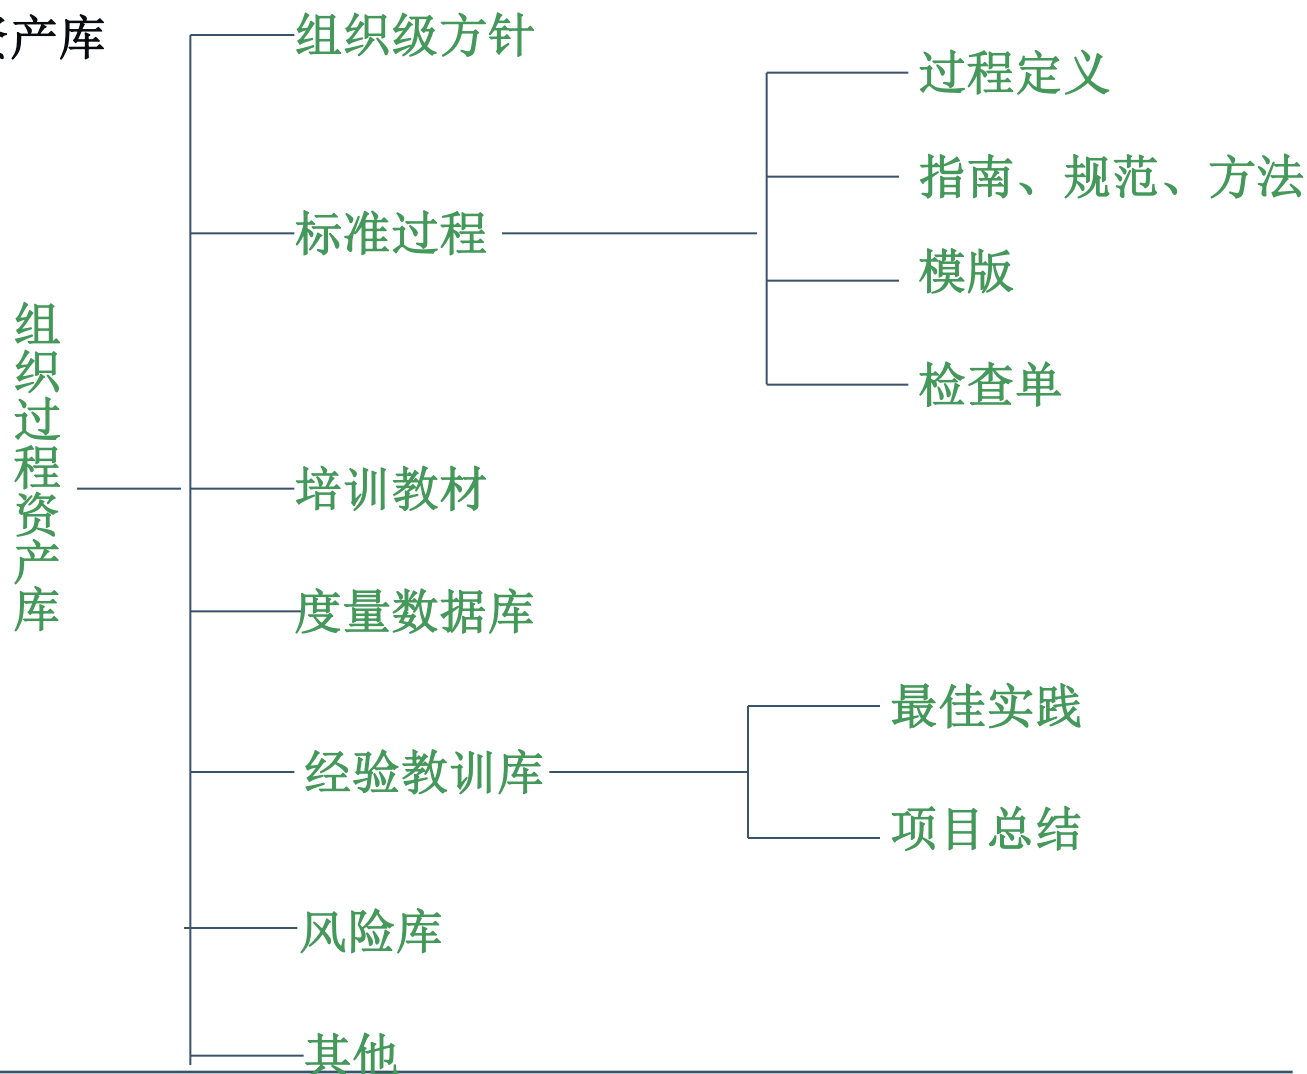 产库
组织过程资产库
组织级方针
标准过程
过程定义
指南、规范、方法
模版
检查单
培训教材
度量数据库
经验教训库
最佳实践
项目总结
风险库
其他